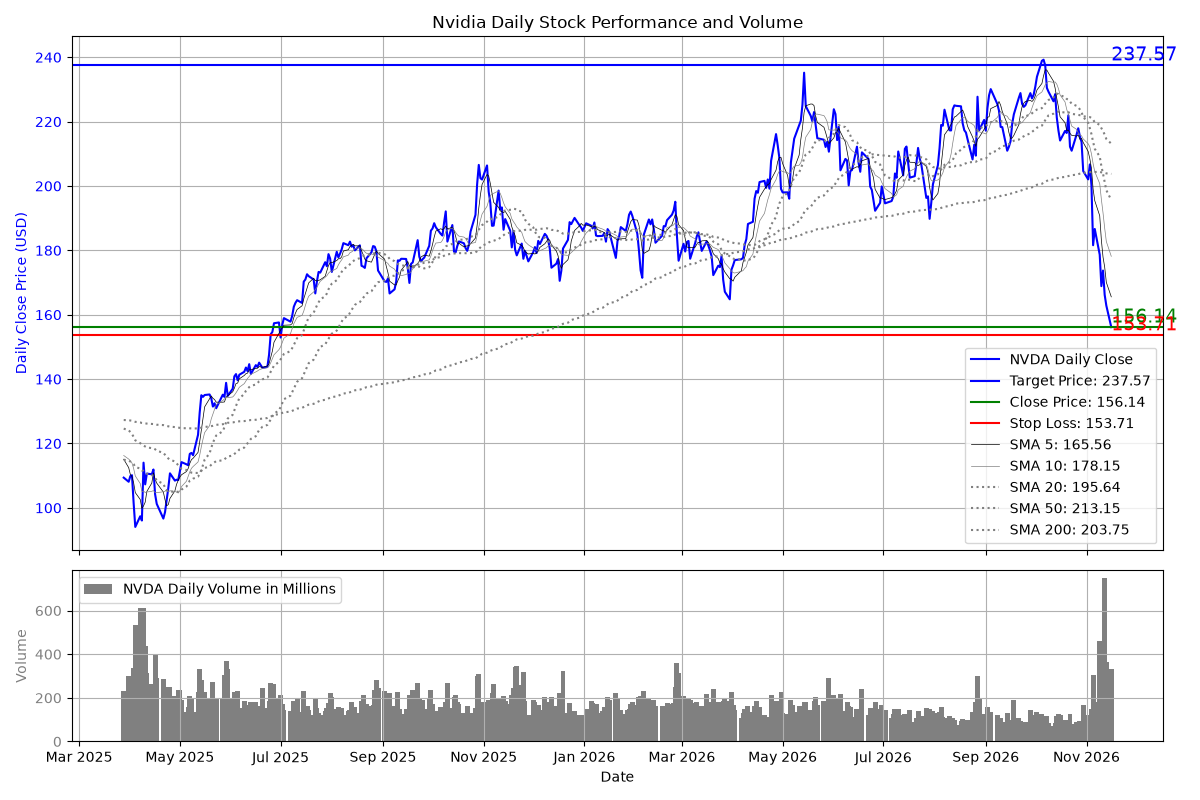 Nvidia Daily Stock Performance and Volume
Daily Close Price (USD)
240
220
200
180
160
140
120
100
237.57
156.14
153.71
NVDA Daily Close
Target Price: 237.57
Close Price: 156.14
Stop Loss: 153.71
SMA 5: 165.56
SMA 10: 178.15
SMA 20: 195.64
SMA 50: 213.15
SMA 200: 203.75
Volume
600
400
200
0
NVDA Daily Volume in Millions
Mar 2025 May 2025 Jul 2025 Sep 2025 Nov 2025 Jan 2026 Mar 2026 May 2026 Jul 2026 Sep 2026 Nov 2026
Date